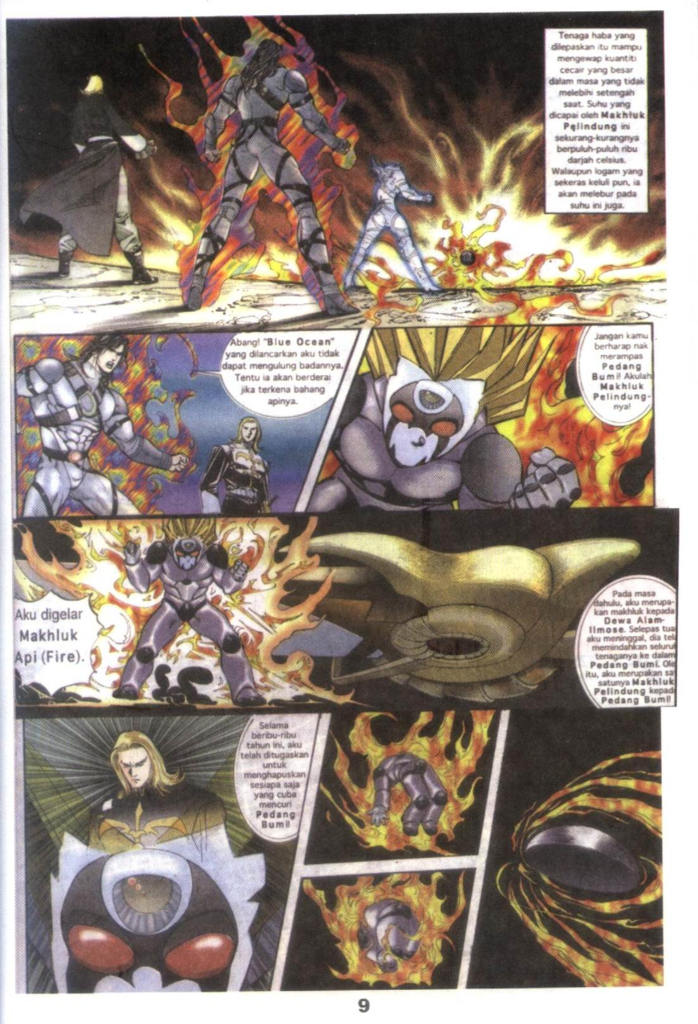 Tenaga haba yang
dilepaskan itu mampu
mengewap kuantiti
cecair yang besar
dalam masa yang tidak
melebihi setengah
saat. Suhu yang
dicapai oleh Makhluk
Pelindung ini
sekurang-kurangnya
berpuluh-puluh ribu
darjah celsius.
Walaupun logam yang
sekeras keluli pun, ia
akan melebur pada
suhu ini juga.
Abang! "Blue Ocean"
yang dilancarkan aku tidak
dapat mengulung badannya.
Tentu ia akan berderai
jika terkena bahang
apinya.
Jangan kamu
berharap nak
merampas
Pedang
Bumi! Akulah
Makhluk
Pelindung-
nya!
Aku digelar
Makhluk
Api (Fire).
Pada masa
dahulu, aku merupa-
kan makhluk kepada
Dewa Alam-
Ilmose. Selepas tua
aku meninggal, dia tel
memindahkan selurul
tenaganya ke dalam
Pedang Bumi. Ole
itu, aku merupakan sa
satunya Makhluk
Pelindung kepad
Pedang Bumi!
Selama
beribu-ribu
tahun ini, aku
telah ditugaskan
untuk
menghapuskan
sesiapa saja
yang cuba
mencuri
Pedang
Bumi!
9